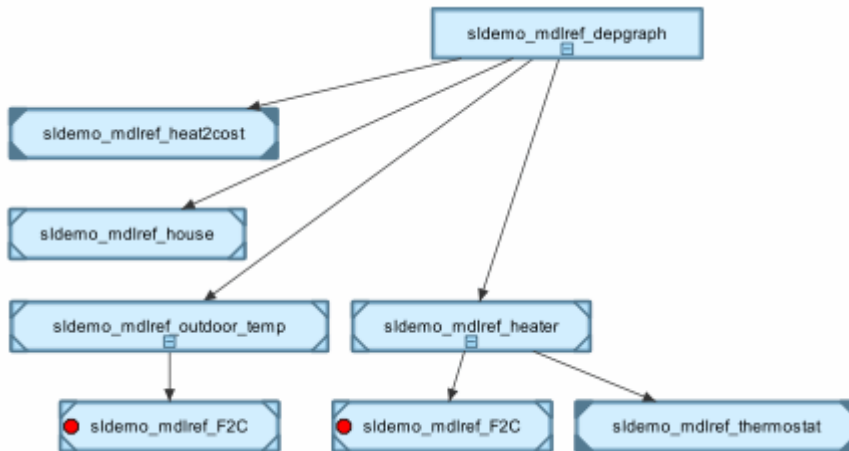 sldemo_mdlref_depgraph
sldemo_mdlref_heat2cost
sldemo_mdlref_house
sldemo_mdlref_outdoor_temp
sldemo_mdlref_heater
sldemo_mdlref_F2C
sldemo_mdlref_F2C
sldemo_mdlref_thermostat